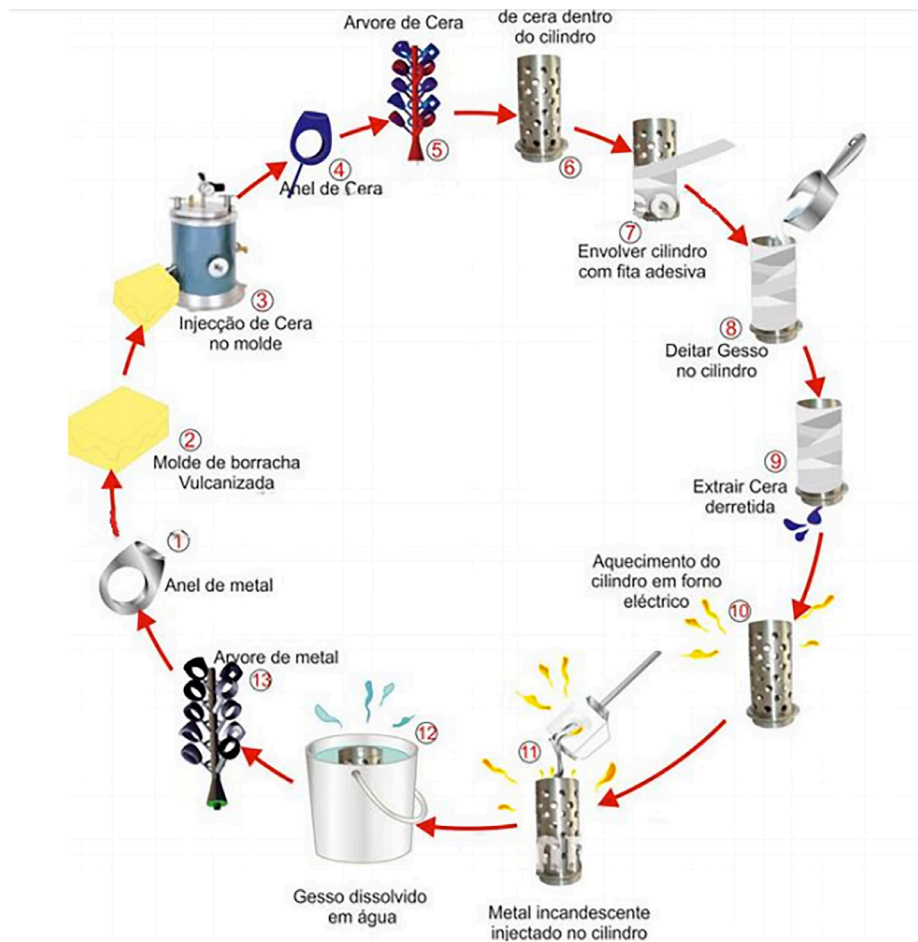 1
Anel de metal
2
Molde de borracha
Vulcanizada
3
Injecção de Cera
no molde
4
Anel de Cera
Arvore de Cera
5
de cera dentro
do cilindro
6
7
Envolver cilindro
com fita adesiva
8
Deitar Gesso
no cilindro
9
Extrair Cera
derretida
Aquecimento do
cilindro em forno
eléctrico
10
11
Metal incandescente
injectado no cilindro
12
Gesso dissolvido
em água
Arvore de metal
13